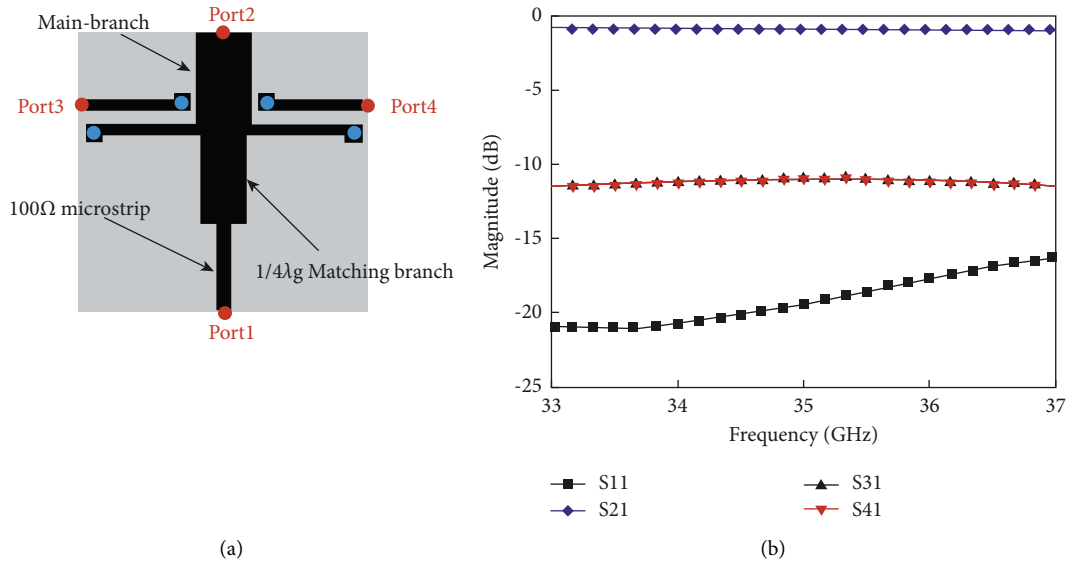 Port2
Main-branch
Port3
Port4
100Ω microstrip
1/4λg Matching branch
Port1
(a)
0
-5
-10
-15
-20
-25
Magnitude (dB)
33
34
35
36
37
Frequency (GHz)
S11
S31
S21
S41
(b)